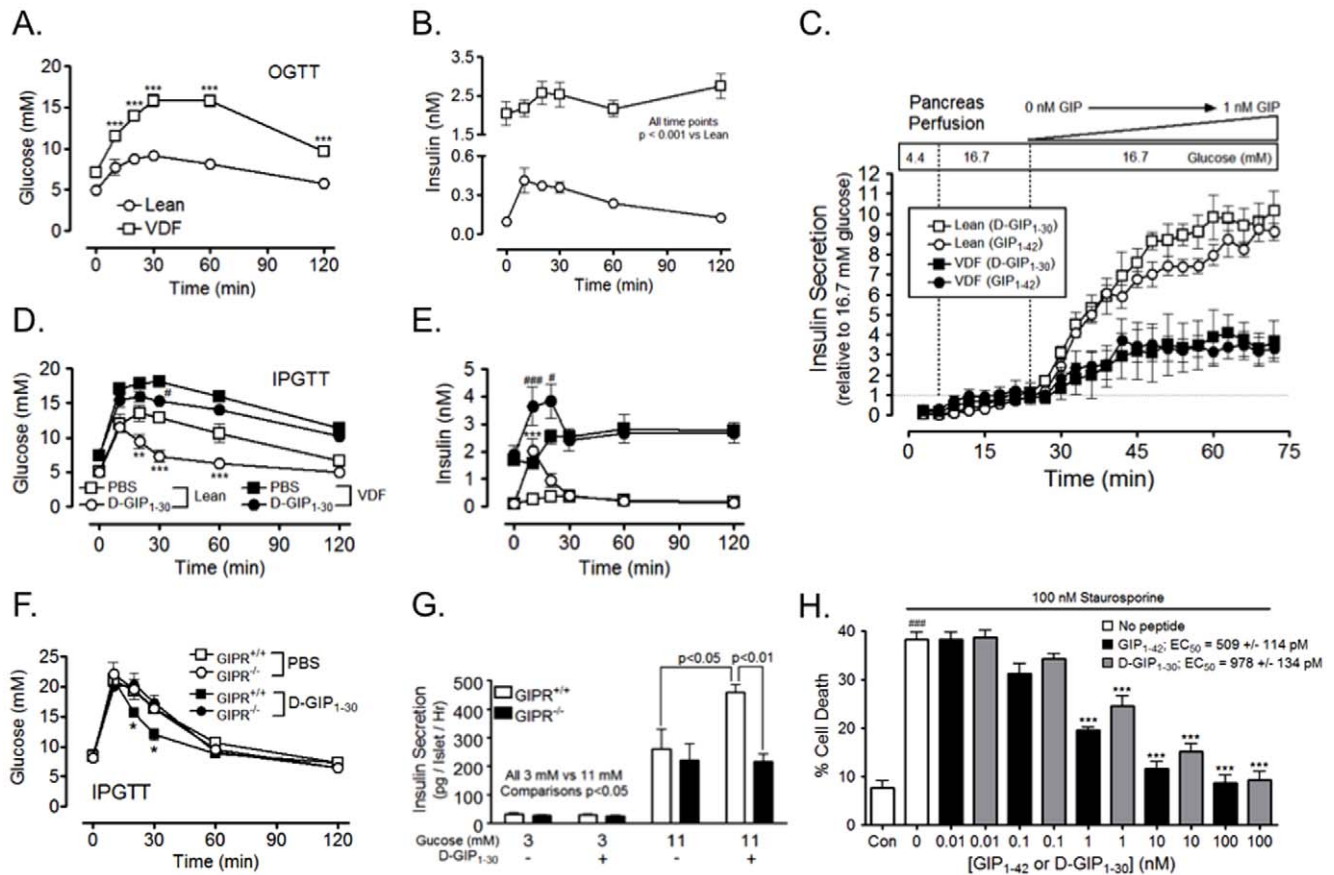 A.
OGTT
20
15
10
5
0
Glucose (mM)
***
***
***
***
***
Lean
VDF
0 30 60 90 120
Time (min)
B.
3.5
2.5
1.5
0.6
0.3
0.0
Insulin (nM)
All time points
p < 0.001 vs Lean
0 30 60 90 120
Time (min)
C.
Pancreas
Perfusion
0 nM GIP
1 nM GIP
4.4 16.7 16.7 Glucose (mM)
12
11
10
9
8
7
6
5
4
3
2
1
0
Insulin Secretion
(relative to 16.7 mM glucose)
Lean (D-GIP1-30)
Lean (GIP1-42)
VDF (D-GIP1-30)
VDF (GIP1-42)
0 15 30 45 60 75
Time (min)
D.
IPGTT
20
15
10
5
0
Glucose (mM)
#
**
***
***
PBS
D-GIP1-30
Lean
PBS
D-GIP1-30
VDF
0 30 60 90 120
Time (min)
E.
5
4
3
2
1
0
Insulin (nM)
###
#
***
0 30 60 90 120
Time (min)
F.
25
20
15
10
5
0
Glucose (mM)
GIPR+/+
GIPR-/-
PBS
GIPR+/+
GIPR-/-
D-GIP1-30
*
*
IPGTT
0 30 60 90 120
Time (min)
G.
500
400
300
200
100
0
Insulin Secretion
(pg / Islet / Hr)
p<0.05
p<0.01
GIPR+/+
GIPR-/-
All 3 mM vs 11 mM
Comparisons p<0.05
Gucose (mM) 3 3 11 11
D-GIP1-30 - + - +
H.
100 nM Staurosporine
40
30
20
10
0
% Cell Death
###
No peptide
GIP1-42: EC50 = 509 +/- 114 pM
D-GIP1-30: EC50 = 978 +/- 134 pM
***
***
***
***
***
***
Con 0 0.01 0.01 0.1 0.1 1 1 10 10 100 100
[GIP1-42 or D-GIP1-30] (nM)